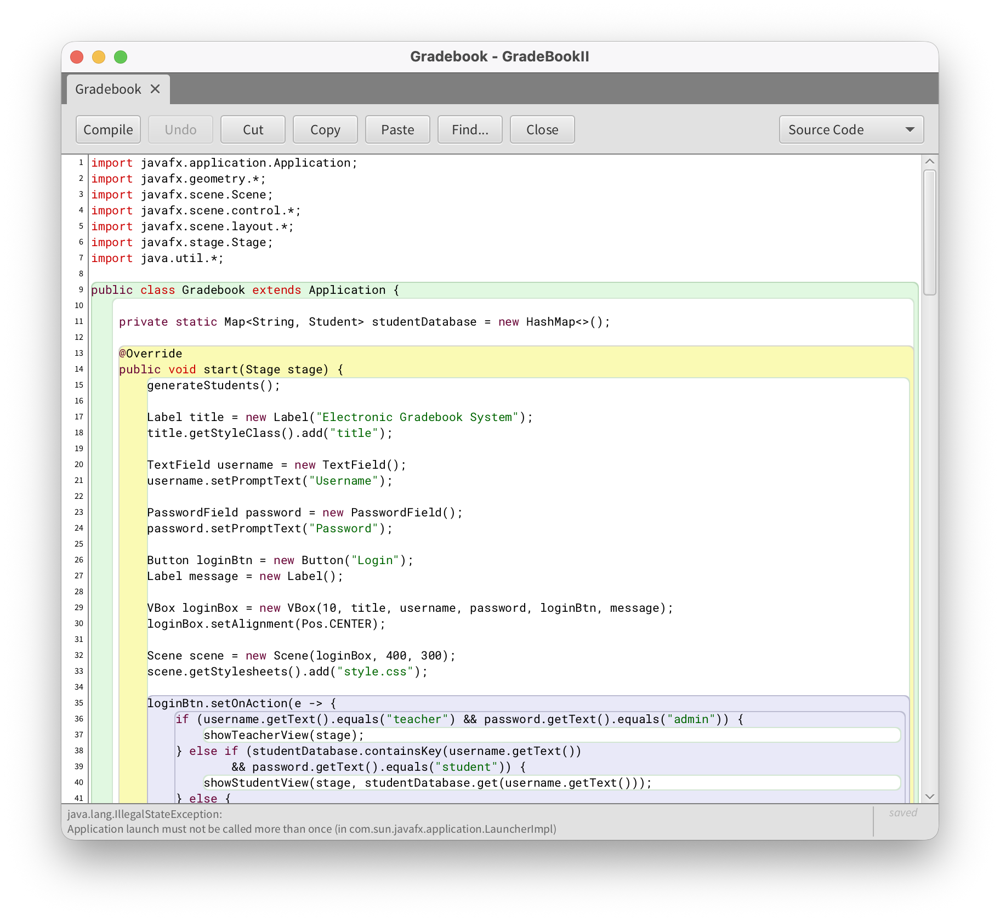 Gradebook - GradeBookII
Gradebook
Compile Undo Cut Copy Paste Find... Close Source Code
1 import javafx.application.Application;
2 import javafx.geometry.*;
3 import javafx.scene.Scene;
4 import javafx.scene.control.*;
5 import javafx.scene.layout.*;
6 import javafx.stage.Stage;
7 import java.util.*;
8
9 public class Gradebook extends Application {
10
11     private static Map<String, Student> studentDatabase = new HashMap<>();
12
13     @Override
14     public void start(Stage stage) {
15         generateStudents();
16
17         Label title = new Label("Electronic Gradebook System");
18         title.getStyleClass().add("title");
19
20         TextField username = new TextField();
21         username.setPromptText("Username");
22
23         PasswordField password = new PasswordField();
24         password.setPromptText("Password");
25
26         Button loginBtn = new Button("Login");
27         Label message = new Label();
28
29         VBox loginBox = new VBox(10, title, username, password, loginBtn, message);
30         loginBox.setAlignment(Pos.CENTER);
31
32         Scene scene = new Scene(loginBox, 400, 300);
33         scene.getStylesheets().add("style.css");
34
35         loginBtn.setOnAction(e -> {
36             if (username.getText().equals("teacher") && password.getText().equals("admin")) {
37                 showTeacherView(stage);
38             } else if (studentDatabase.containsKey(username.getText())
39                     && password.getText().equals("student")) {
40                 showStudentView(stage, studentDatabase.get(username.getText()));
41             } else {
java.lang.IllegalStateException:
Application launch must not be called more than once (in com.sun.javafx.application.LauncherImpl)
saved